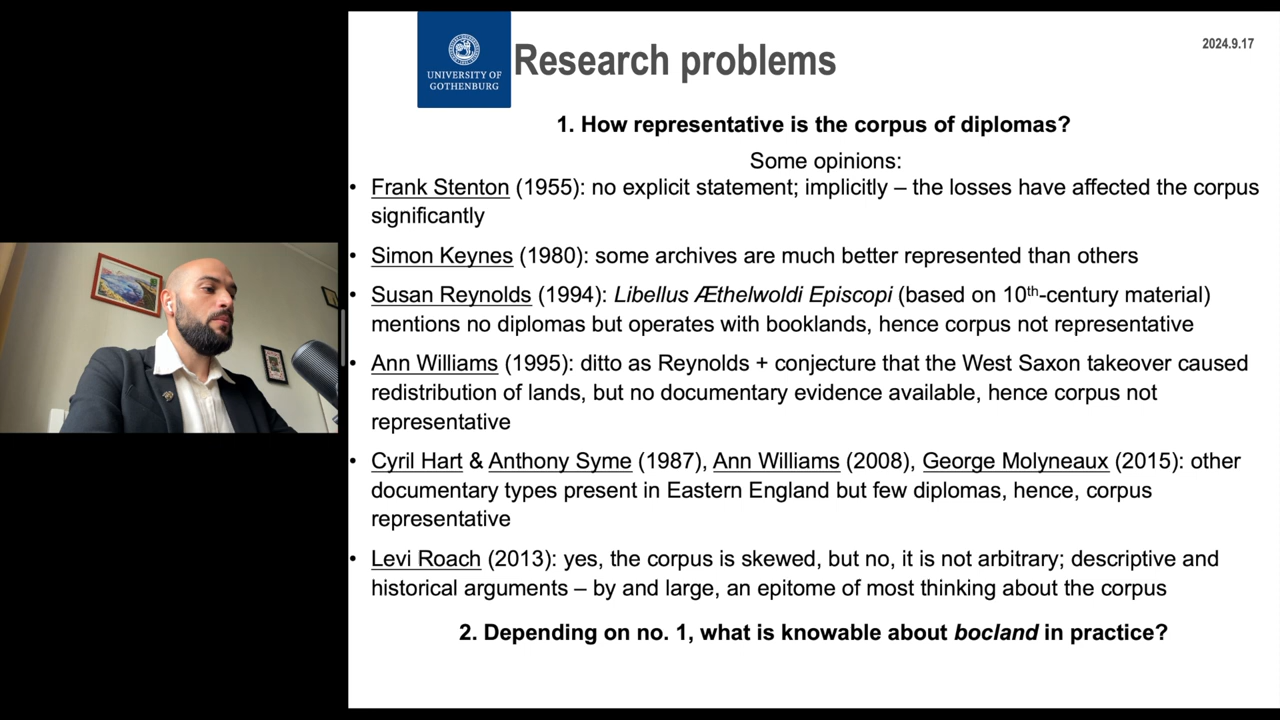 UNIVERSITY OF
GOTHENBURG
Research problems
2024.9.17
1. How representative is the corpus of diplomas?
Some opinions:
• Frank Stenton (1955): no explicit statement; implicitly – the losses have affected the corpus
significantly
• Simon Keynes (1980): some archives are much better represented than others
• Susan Reynolds (1994): Libellus Æthelwoldi Episcopi (based on 10th-century material)
mentions no diplomas but operates with booklands, hence corpus not representative
• Ann Williams (1995): ditto as Reynolds + conjecture that the West Saxon takeover caused
redistribution of lands, but no documentary evidence available, hence corpus not
representative
• Cyril Hart & Anthony Syme (1987), Ann Williams (2008), George Molyneaux (2015): other
documentary types present in Eastern England but few diplomas, hence, corpus
representative
• Levi Roach (2013): yes, the corpus is skewed, but no, it is not arbitrary; descriptive and
historical arguments – by and large, an epitome of most thinking about the corpus
2. Depending on no. 1, what is knowable about bocland in practice?